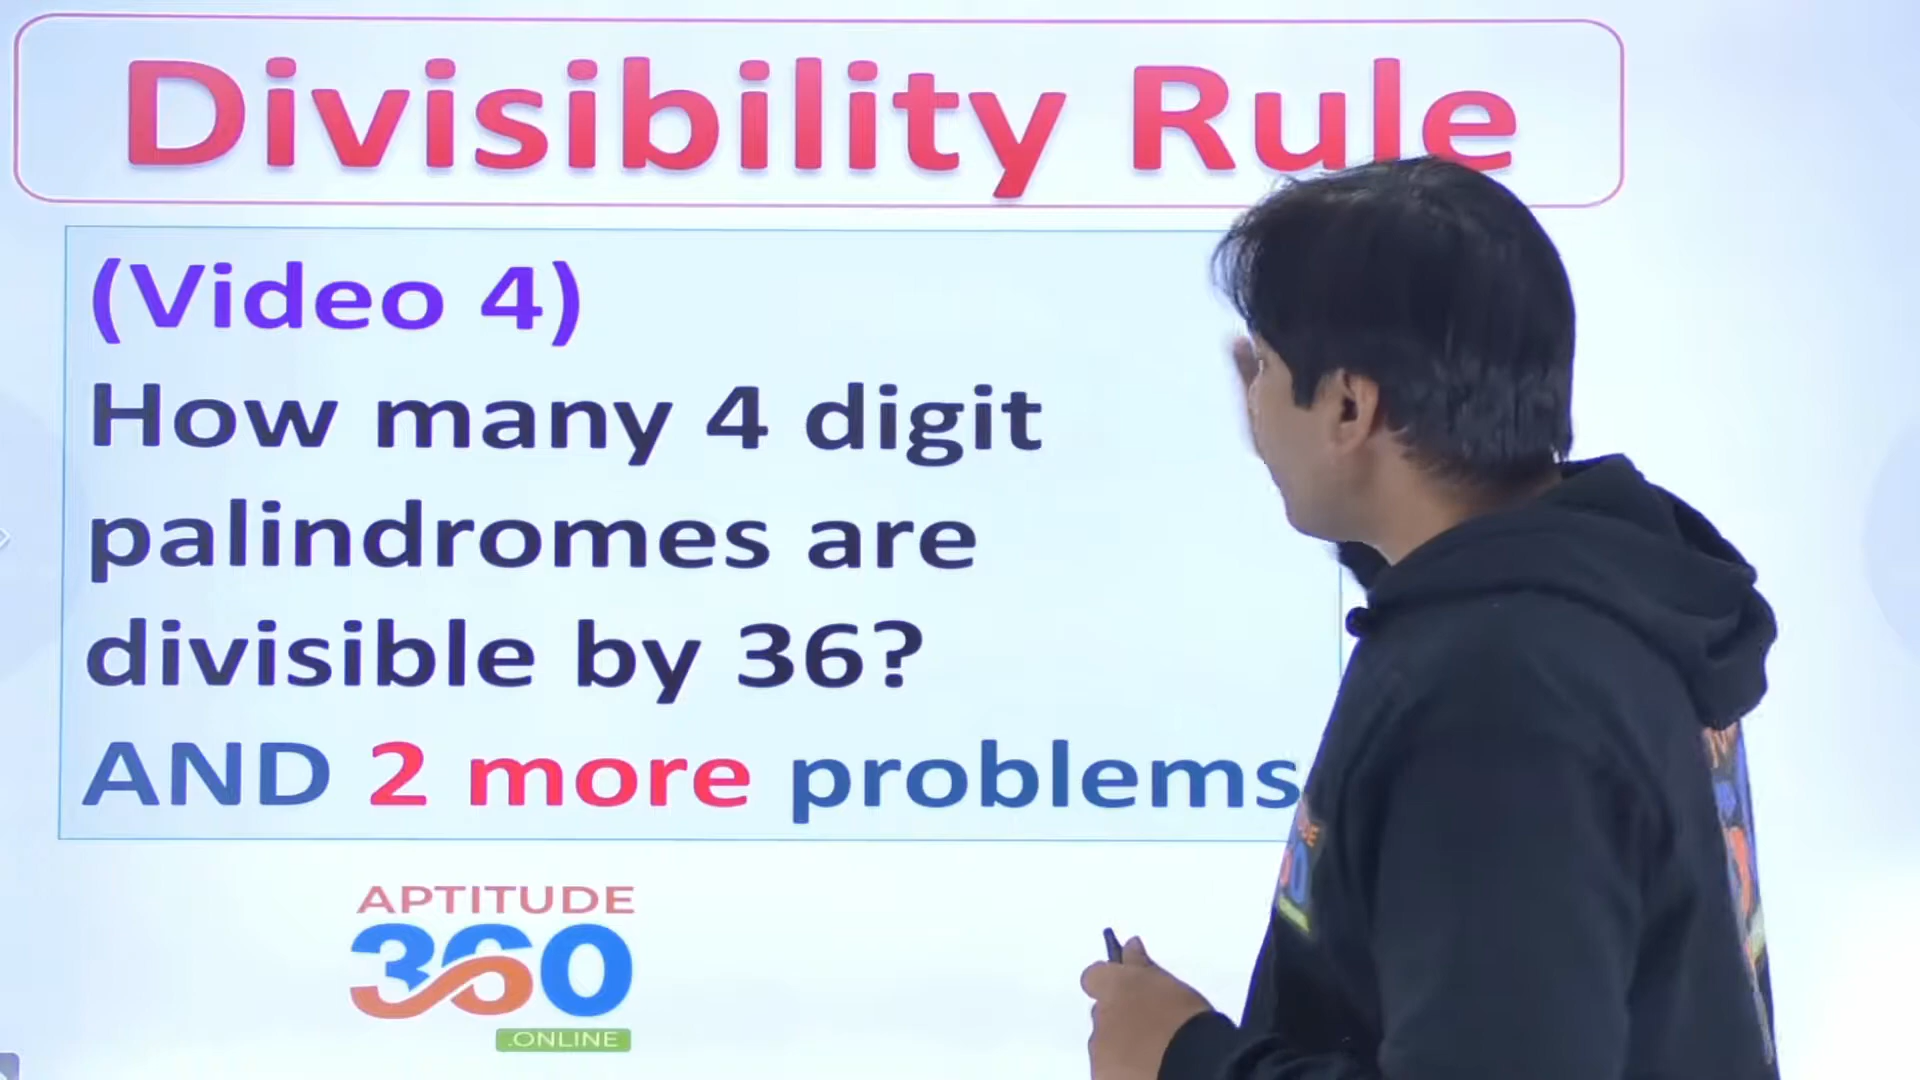 Divisibility Rule
(Video 4)
How many 4 digit
palindromes are
divisible by 36?
AND 2 more problems
APTITUDE
360
.ONLINE